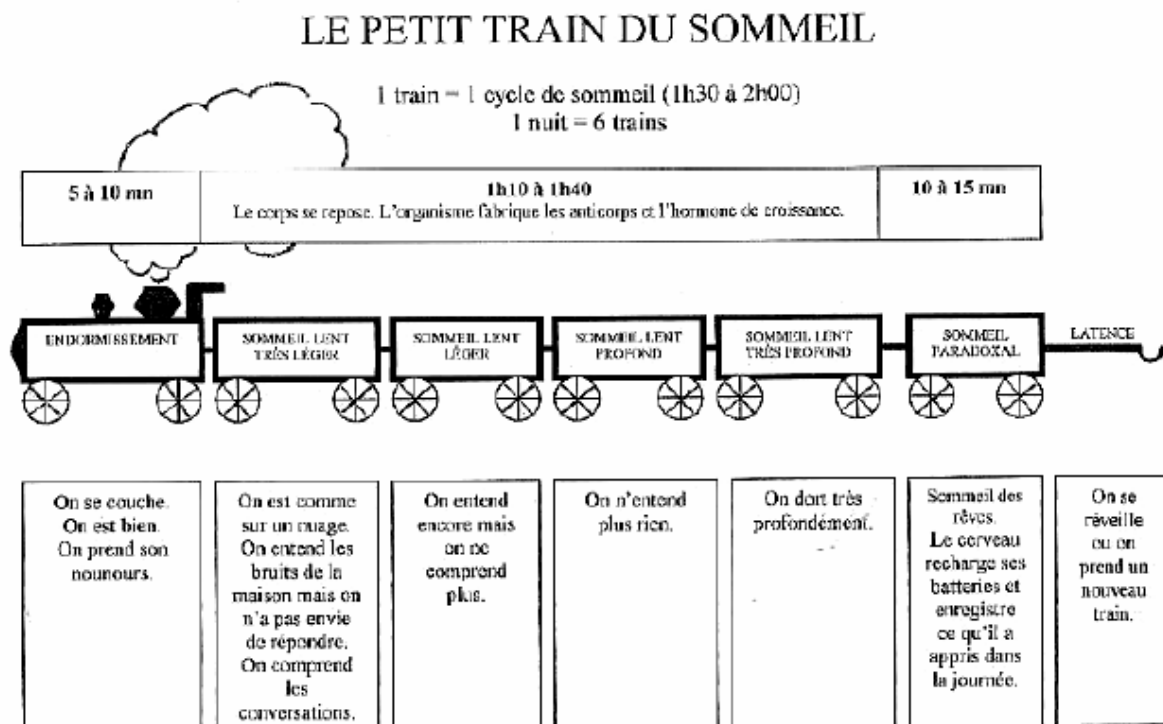 LE PETIT TRAIN DU SOMMEIL
1 train = 1 cycle de sommeil (1h30 à 2h00)
1 nuit = 6 trains
5 à 10 mn
1h10 à 1h40
Le corps se repose. L'organisme fabrique les anticorps et l'hormone de croissance.
10 à 15 mn
ENDORMISSEMENT
SOMMEIL LENT
TRÈS LÉGER
SOMMEIL LENT
LÉGER
SOMMEIL LENT
PROFOND
SOMMEIL LENT
TRÈS PROFOND
SOMMEIL
PARADOXAL
LATENCE
On se couche.
On est bien.
On prend son
nounours.
On est comme
sur un nuage.
On entend les
bruits de la
maison mais on
n'a pas envie
de répondre.
On comprend
les
conversations.
On entend
encore mais
on ne
comprend
plus.
On n'entend
plus rien.
On dort très
profondément.
Sommeil des
rêves.
Le cerveau
recharge ses
batteries et
enregistre
ce qu'il a
appris dans
la journée.
On se
réveille
ou on
prend un
nouveau
train.